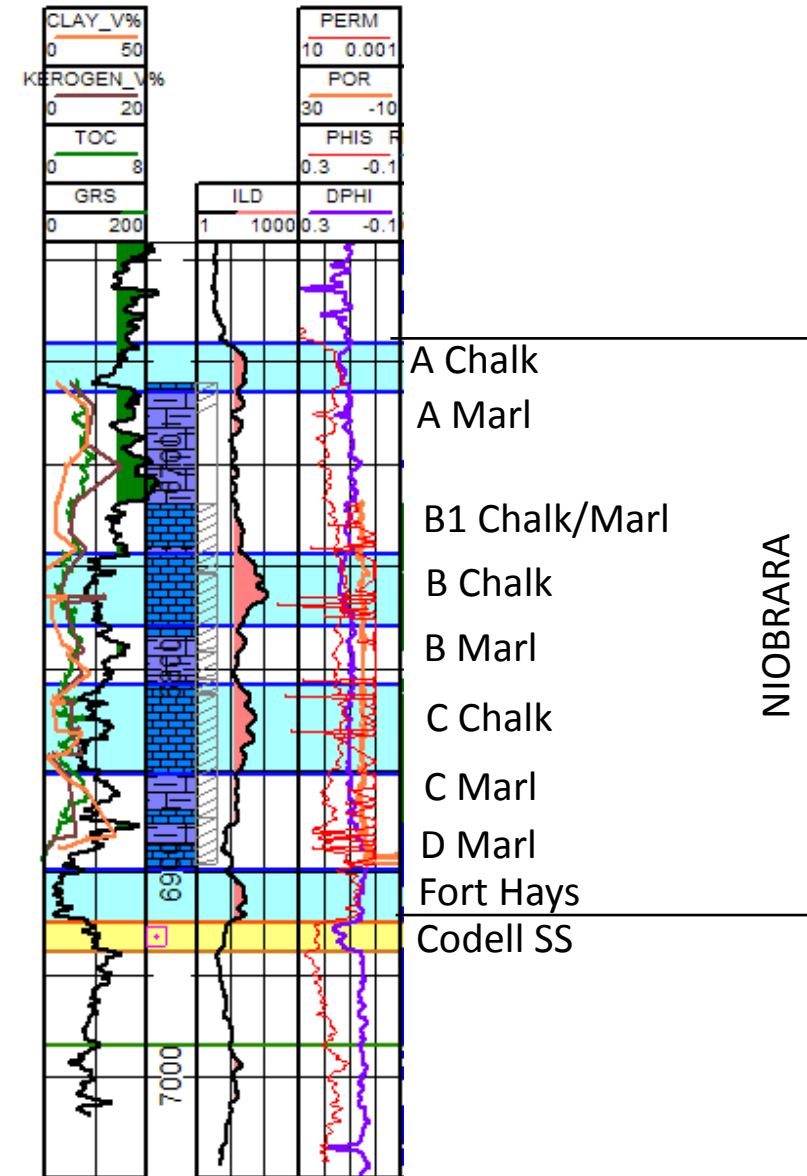 CLAY_V%
0 50
KEROGEN_V%
0 20
TOC
0 8
GRS
0 200
ILD
1 1000
PERM
10 0.001
POR
30 -10
PHIS R
0.3 -0.1
DPHI
0.3 -0.1
A Chalk
A Marl
6700
B1 Chalk/Marl
B Chalk
B Marl
6800
C Chalk
C Marl
D Marl
Fort Hays
Codell SS
NIOBRARA
7000